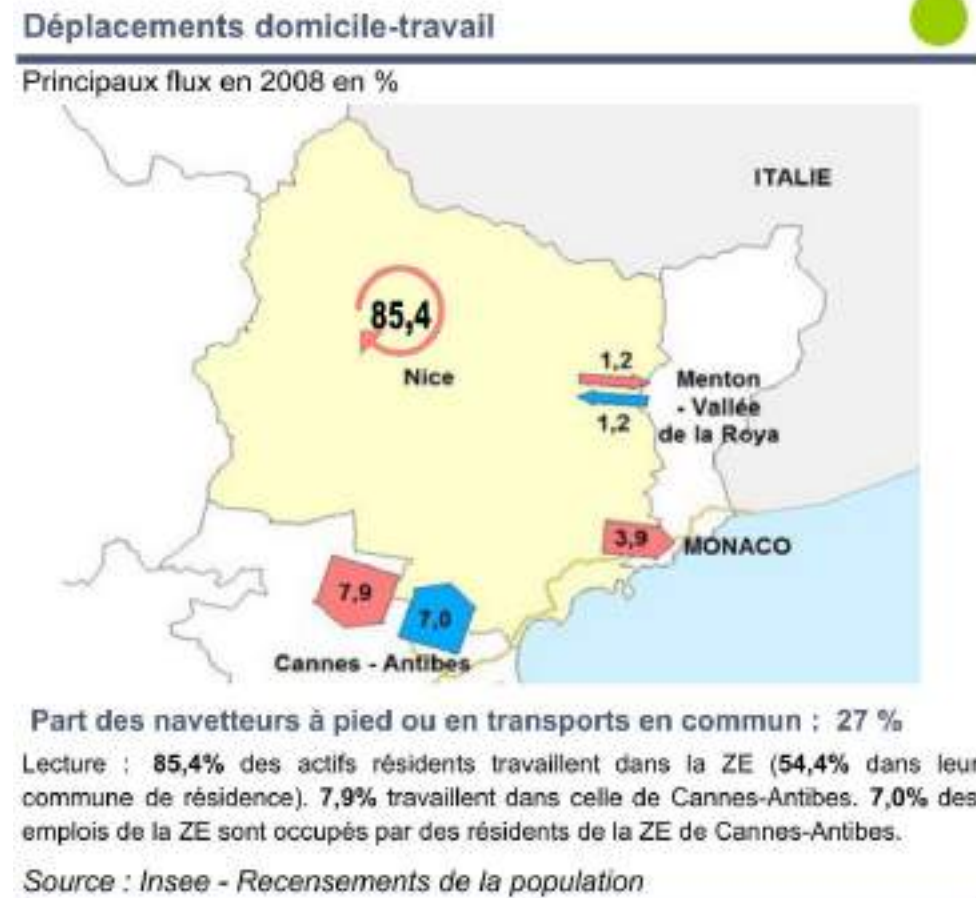 Déplacements domicile-travail
Principaux flux en 2008 en %
ITALIE
85,4
Nice
1,2
Menton
- Vallée
de la Roya
1,2
3,9
MONACO
7,9
7,0
Cannes - Antibes
Part des navetteurs à pied ou en transports en commun : 27 %
Lecture : 85,4% des actifs résidents travaillent dans la ZE (54,4% dans leur
commune de résidence). 7,9% travaillent dans celle de Cannes-Antibes. 7,0% des
emplois de la ZE sont occupés par des résidents de la ZE de Cannes-Antibes.
Source : Insee - Recensements de la population